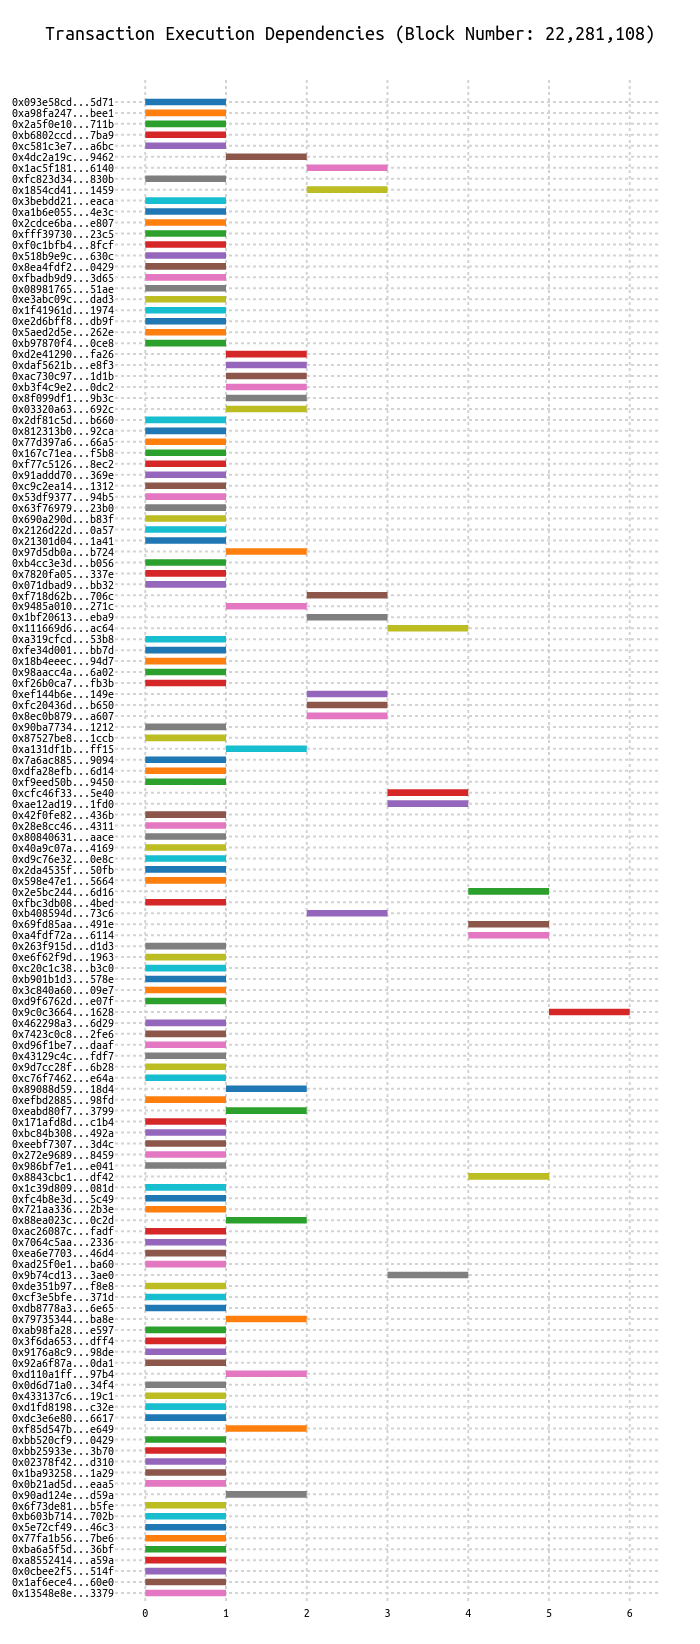 Transaction Execution Dependencies (Block Number: 22,281,108)
0x093e58cd...5d71
0xa98fa247...bee1
0x2a5f0e10...711b
0xb6802ccd...7ba9
0xc581c3e7...a6bc
0x4dc2a19c...9462
0x1ac5f181...6140
0xfc823d34...830b
0x1854cd41...1459
0x3bebdd21...eaca
0xa1b6e055...4e3c
0x2cdce6ba...e807
0xfff39730...23c5
0xf0c1bfb4...8fcf
0x518b9e9c...630c
0x8ea4fdf2...0429
0xfbadb9d9...3d65
0x08981765...51ae
0xe3abc09c...dad3
0x1f41961d...1974
0xe2d6bff8...db9f
0x5aed2d5e...262e
0xb97870f4...0ce8
0xd2e41290...fa26
0xdaf5621b...e8f3
0xac730c97...1d1b
0xb3f4c9e2...0dc2
0x8f099df1...9b3c
0x03320a63...692c
0x2df81c5d...b660
0x812313b0...92ca
0x77d397a6...66a5
0x167c71ea...f5b8
0xf77c5126...8ec2
0x91addd70...369e
0xc9c2ea14...1312
0x53df9377...94b5
0x63f76979...23b0
0x690a290d...b83f
0x2126d22d...0a57
0x21301d04...1a41
0x97d5db0a...b724
0xb4cc3e3d...b056
0x7820fa05...337e
0x071dbad9...bb32
0xf718d62b...706c
0x9485a010...271c
0x1bf20613...eba9
0x111669d6...ac64
0xa319cfcd...53b8
0xfe34d001...bb7d
0x18b4eeec...94d7
0x98aacc4a...6a02
0xf26b0ca7...fb3b
0xef144b6e...149e
0xfc20436d...b650
0x8ec0b879...a607
0x90ba7734...1212
0x87527be8...1ccb
0xa131df1b...ff15
0x7a6ac885...9094
0xdfa28efb...6d14
0xf9eed50b...9450
0xcfc46f33...5e40
0xae12ad19...1fd0
0x42f0fe82...436b
0x28e8cc46...4311
0x80840631...aace
0x40a9c07a...4169
0xd9c76e32...0e8c
0x2da4535f...50fb
0x598e47e1...5664
0x2e5bc244...6d16
0xfbc3db08...4bed
0xb408594d...73c6
0x69fd85aa...491e
0xa4fdf72a...6114
0x263f915d...d1d3
0xe6f62f9d...1963
0xc20c1c38...b3c0
0xb901b1d3...578e
0x3c840a60...09e7
0xd9f6762d...e07f
0x9c0c3664...1628
0x462298a3...6d29
0x7423c0c8...2fe6
0xd96f1be7...daaf
0x43129c4c...fdf7
0x9d7cc28f...6b28
0xc76f7462...e64a
0x89088d59...18d4
0xefbd2885...98fd
0xeabd80f7...3799
0x171afd8d...c1b4
0xbc84b308...492a
0xeebf7307...3d4c
0x272e9689...8459
0x986bf7e1...e041
0x8843cbc1...df42
0x1c39d809...081d
0xfc4b8e3d...5c49
0x721aa336...2b3e
0x88ea023c...0c2d
0xac26087c...fadf
0x7064c5aa...2336
0xea6e7703...46d4
0xad25f0e1...ba60
0x9b74cd13...3ae0
0xde351b97...f8e8
0xcf3e5bfe...371d
0xdb8778a3...6e65
0x79735344...ba8e
0xab98fa28...e597
0x3f6da653...dff4
0x9176a8c9...98de
0x92a6f87a...0da1
0xd110a1ff...97b4
0x0d6d71a0...34f4
0x433137c6...19c1
0xd1fd8198...c32e
0xdc3e6e80...6617
0xf85d547b...e649
0xbb520cf9...0429
0xbb25933e...3b70
0x02378f42...d310
0x1ba93258...1a29
0x0b21ad5d...eaa5
0x90ad124e...d59a
0x6f73de81...b5fe
0xb603b714...702b
0x5e72cf49...46c3
0x77fa1b56...7be6
0xba6a5f5d...36bf
0xa8552414...a59a
0x0cbee2f5...514f
0x1af6ece4...60e0
0x13548e8e...3379
0 1 2 3 4 5 6